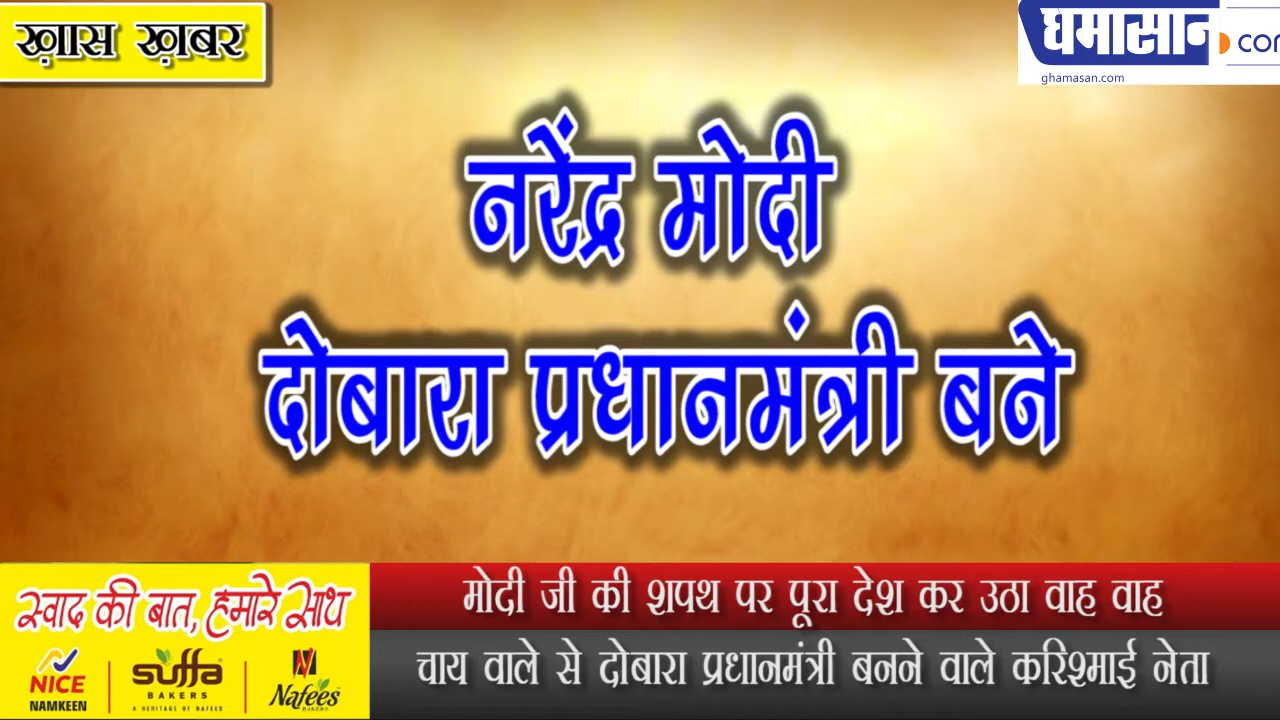 ख़ास ख़बर
घमासान
.com
ghamasan.com
नरेंद्र मोदी
दोबारा प्रधानमंत्री बने
स्वाद की बात, हमारे साथ
NICE
NAMKEEN
suffa
BAKERS
A HERITAGE OF NAFEES
Nafees
BAKERS
मोदी जी की शपथ पर पूरा देश कर उठा वाह वाह
चाय वाले से दोबारा प्रधानमंत्री बनने वाले करिश्माई नेता